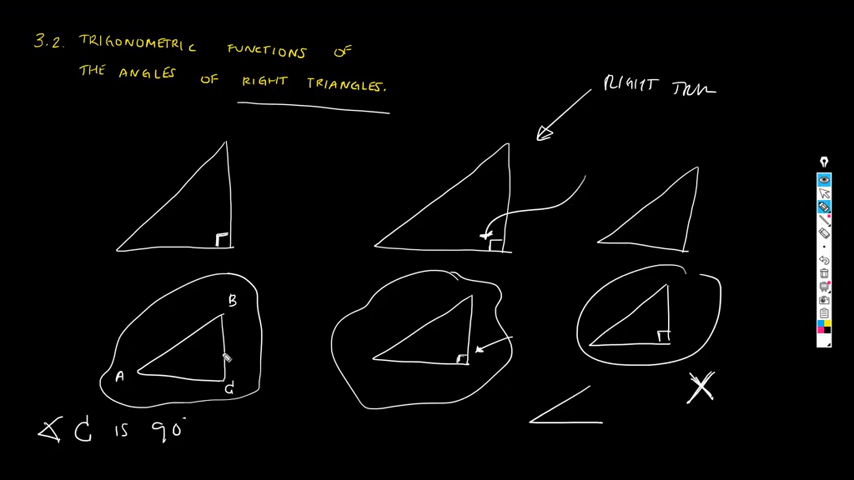 3.2. TRIGONOMETRIC FUNCTIONS OF
THE ANGLES OF RIGHT TRIANGLES.
RIGHT
B
A
C
∡ C is 90°